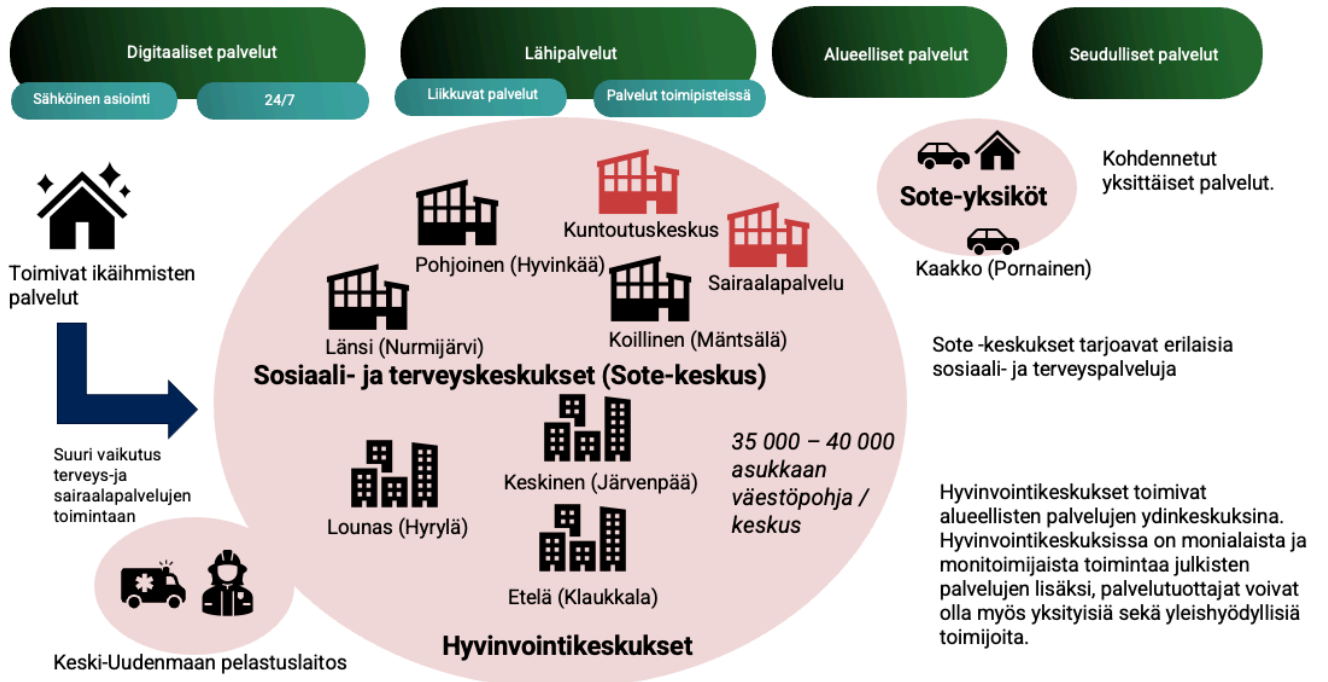 Digitaaliset palvelut
Lähipalvelut
Alueelliset palvelut
Seudulliset palvelut
Sähköinen asiointi
24/7
Liikkuvat palvelut
Palvelut toimipisteissä
Toimivat ikäihmisten
palvelut
Suuri vaikutus
terveys-ja
sairaalapalvelujen
toimintaan
Keski-Uudenmaan pelastuslaitos
Kuntoutuskeskus
Pohjoinen (Hyvinkää)
Sairaalapalvelu
Länsi (Nurmijärvi)
Koillinen (Mäntsälä)
Sosiaali- ja terveyskeskukset (Sote-keskus)
Keskinen (Järvenpää)
Lounas (Hyrylä)
Etelä (Klaukkala)
35 000 – 40 000
asukkaan
väestöpohja /
keskus
Hyvinvointikeskukset
Sote-yksiköt
Kaakko (Pornainen)
Kohdennetut
yksittäiset palvelut.
Sote -keskukset tarjoavat erilaisia
sosiaali- ja terveyspalveluja
Hyvinvointikeskukset toimivat
alueellisten palvelujen ydinkeskuksina.
Hyvinvointikeskuksissa on monialaista ja
monitoimijaista toimintaa julkisten
palvelujen lisäksi, palvelutuottajat voivat
olla myös yksityisiä sekä yleishyödyllisiä
toimijoita.